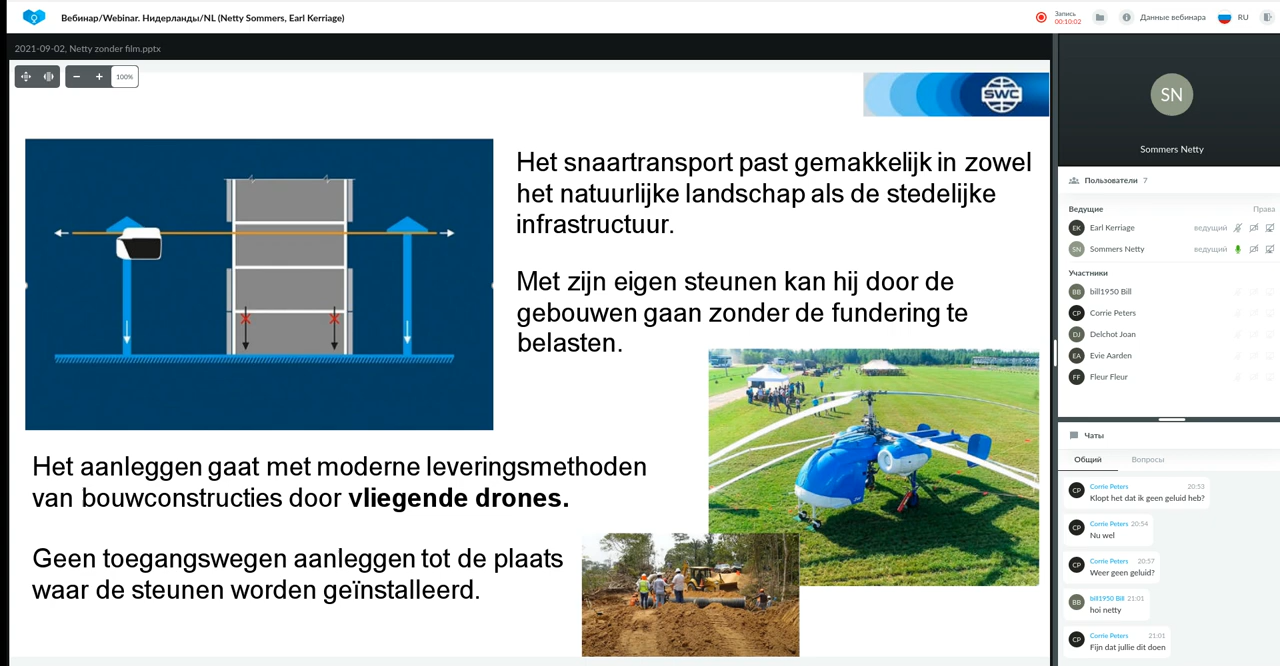 Вебинар/Webinar. Нидерланды/NL (Netty Sommers, Earl Kerriage)
Запись
00:10:02
Данные вебинара
RU
2021-09-02, Netty zonder film.pptx
100%
SWC
Het snaartransport past gemakkelijk in zowel
het natuurlijke landschap als de stedelijke
infrastructuur.
Met zijn eigen steunen kan hij door de
gebouwen gaan zonder de fundering te
belasten.
Het aanleggen gaat met moderne leveringsmethoden
van bouwconstructies door vliegende drones.
Geen toegangswegen aanleggen tot de plaats
waar de steunen worden geïnstalleerd.
SN
Sommers Netty
Пользователи 7
Ведущие Права
EK Earl Kerriage ведущий
SN Sommers Netty ведущий
Участники
BB bill1950 Bill
CP Corrie Peters
DJ Delchot Joan
EA Evie Aarden
FF Fleur Fleur
Чаты
Общий Вопросы
CP Corrie Peters 20:53
Klopt het dat ik geen geluid heb?
CP Corrie Peters 20:54
Nu wel
CP Corrie Peters 20:57
Weer geen geluid?
BB bill1950 Bill 21:01
hoi netty
CP Corrie Peters 21:01
Fijn dat jullie dit doen